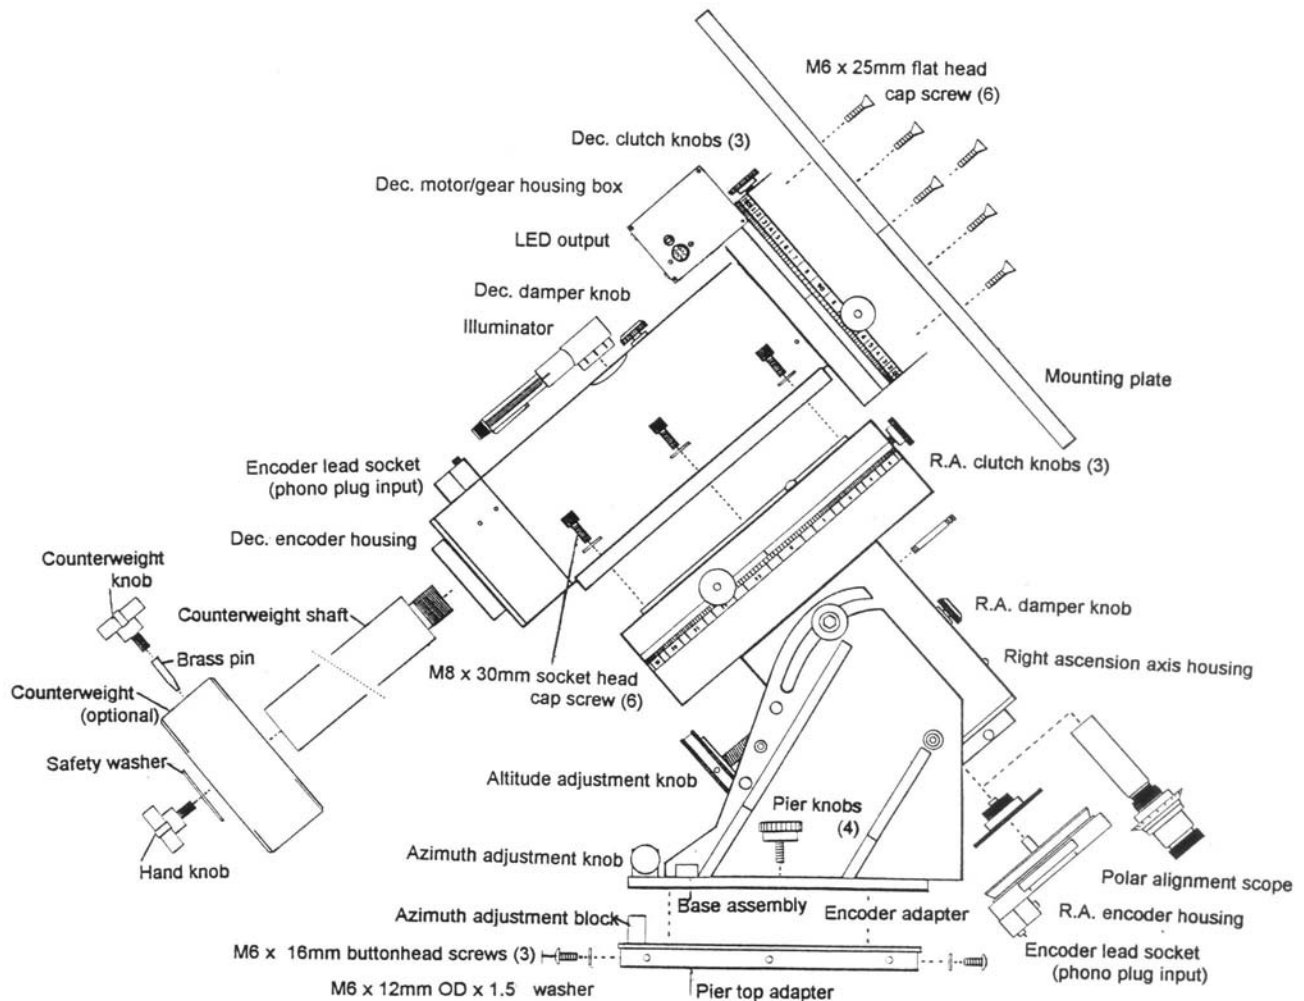 M6 x 25mm flat head
cap screw (6)
Dec. clutch knobs (3)
Dec. motor/gear housing box
LED output
Dec. damper knob
Illuminator
Mounting plate
Encoder lead socket
(phono plug input)
R.A. clutch knobs (3)
Dec. encoder housing
Counterweight
knob
Counterweight shaft
R.A. damper knob
Brass pin
Right ascension axis housing
M8 x 30mm socket head
cap screw (6)
Counterweight
(optional)
Safety washer
Altitude adjustment knob
Pier knobs
(4)
Hand knob
Azimuth adjustment knob
Polar alignment scope
Base assembly
Encoder adapter
R.A. encoder housing
Azimuth adjustment block
M6 x 16mm buttonhead screws (3)
Encoder lead socket
(phono plug input)
M6 x 12mm OD x 1.5 washer
Pier top adapter